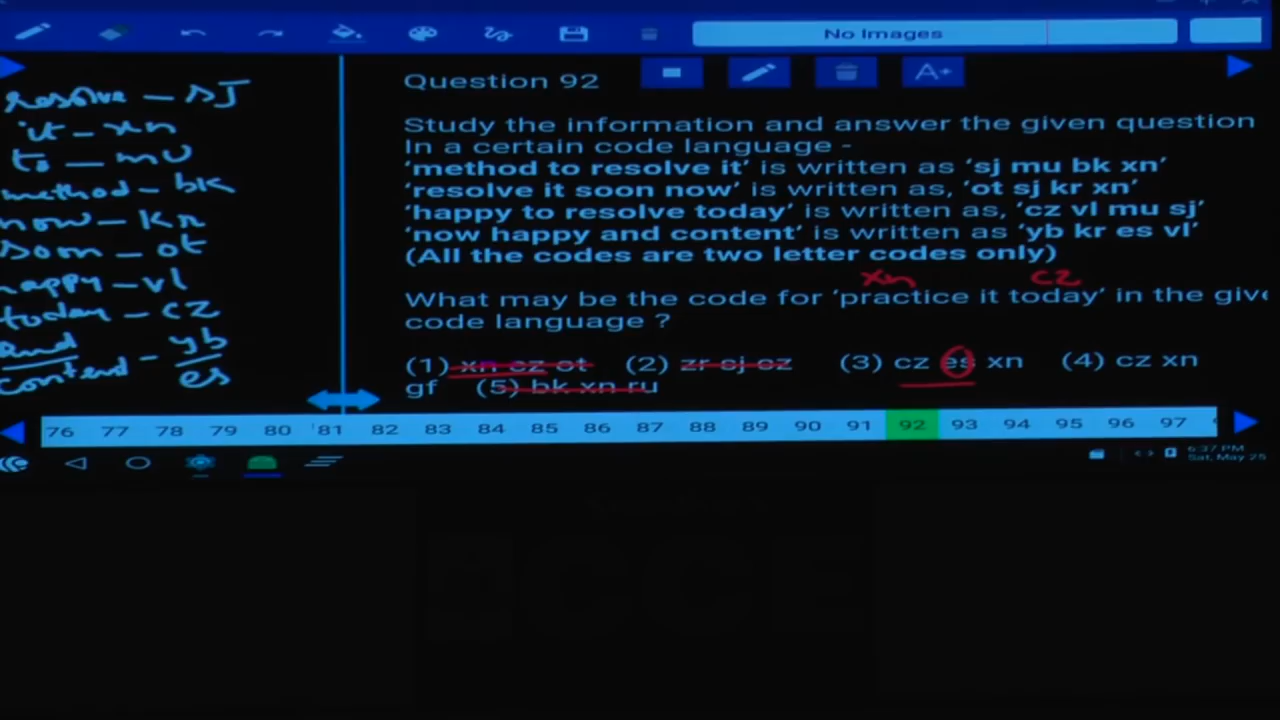 No Images
Question 92
A+
Study the information and answer the given question
In a certain code language -
'method to resolve it' is written as 'sj mu bk xn'
'resolve it soon now' is written as, 'ot sj kr xn'
'happy to resolve today' is written as, 'cz vl mu sj'
'now happy and content' is written as 'yb kr es vl'
(All the codes are two letter codes only)
xn cz
What may be the code for 'practice it today' in the give
code language ?
(1) xn cz ot (2) zr sj cz (3) cz es xn (4) cz xn
gf (5) bk xn ru
resolve - sJ
it - xn
to - mu
method - bk
now - kr
soon - ot
happy - vl
today - cz
and
content - yb
es
76 77 78 79 80 81 82 83 84 85 86 87 88 89 90 91 92 93 94 95 96 97
6:37 PM
Sat, May 25